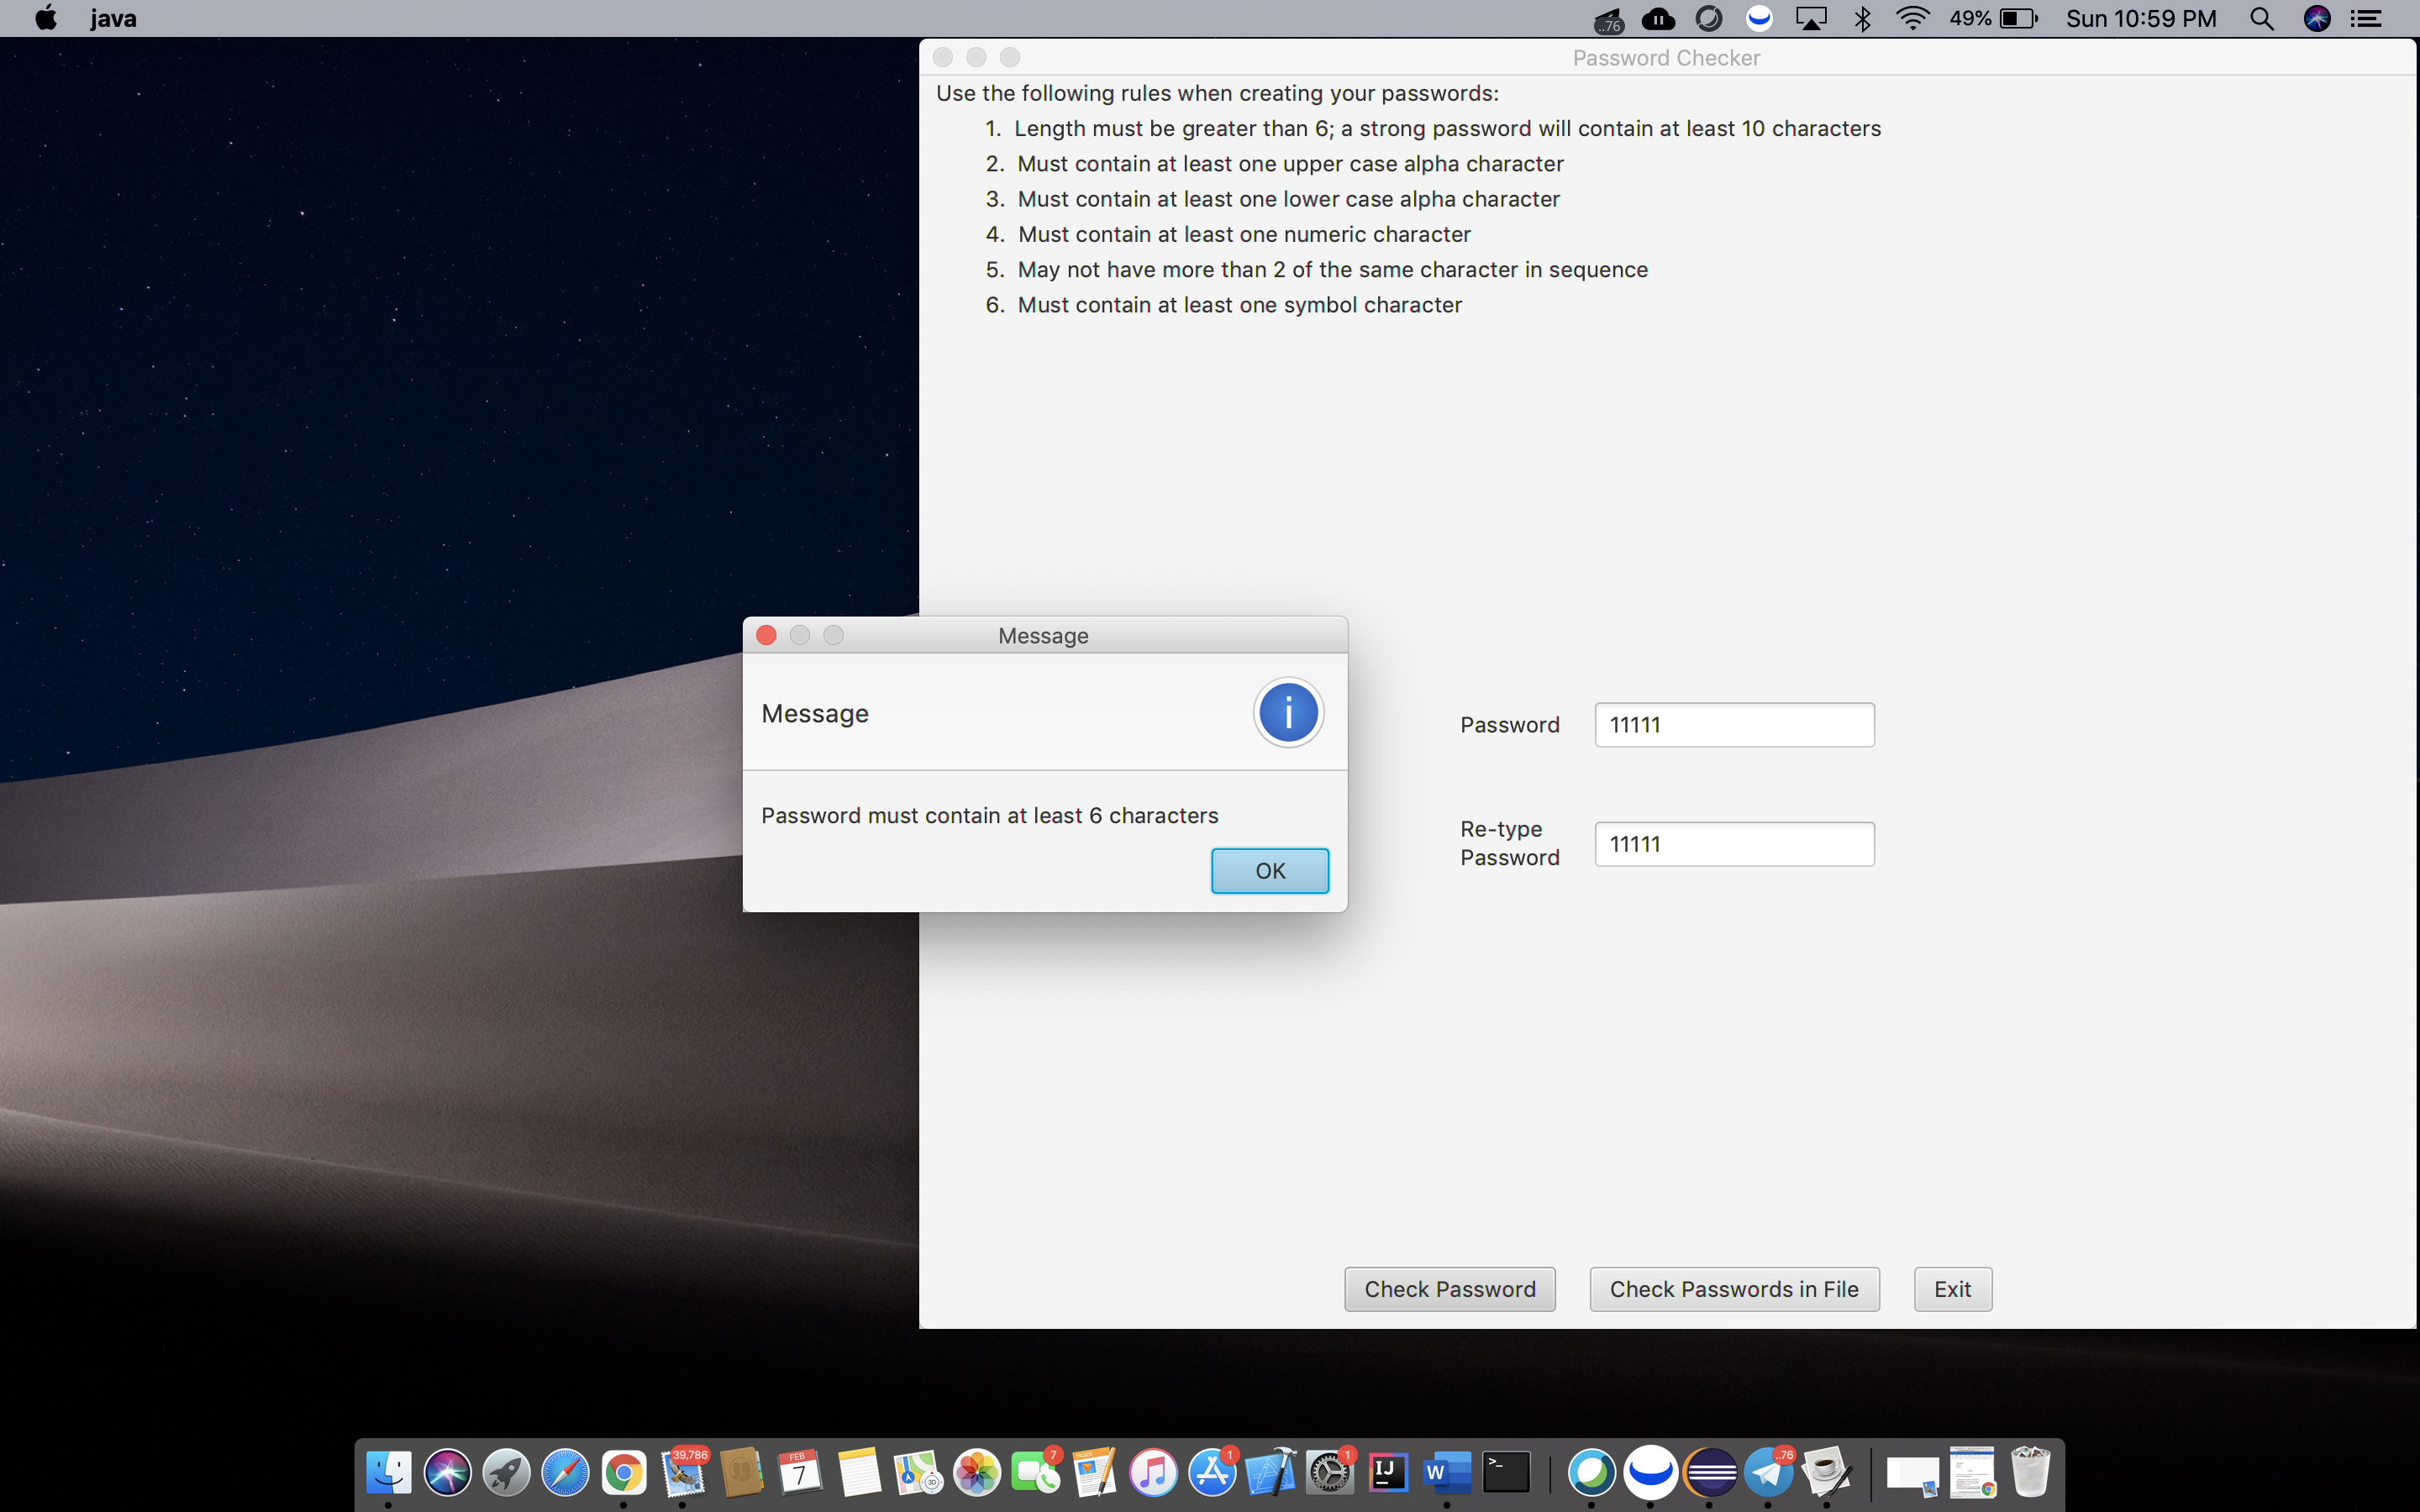 java
..76
49%
Sun 10:59 PM
Password Checker
Use the following rules when creating your passwords:
1. Length must be greater than 6; a strong password will contain at least 10 characters
2. Must contain at least one upper case alpha character
3. Must contain at least one lower case alpha character
4. Must contain at least one numeric character
5. May not have more than 2 of the same character in sequence
6. Must contain at least one symbol character
Message
Message
i
Password must contain at least 6 characters
OK
Password
11111
Re-type
Password
11111
Check Password
Check Passwords in File
Exit
39,786
FEB
7
3D
7
PAGES
1
1
IJ
W
>_
..76